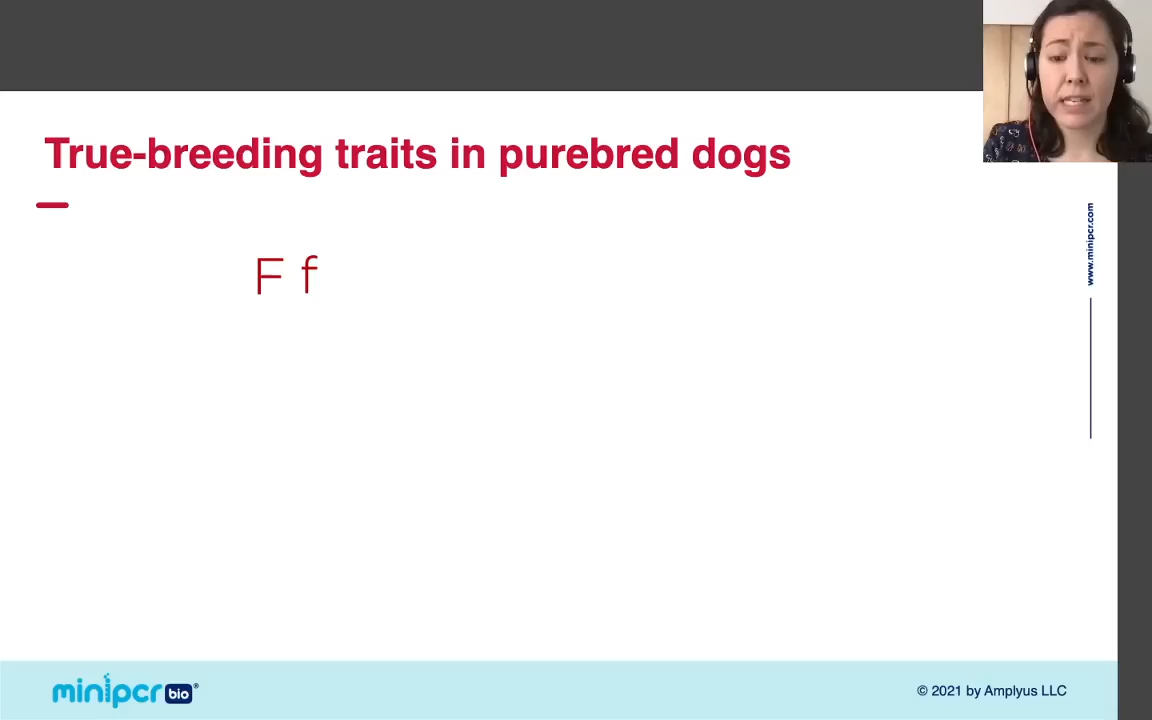 True-breeding traits in purebred dogs
F f
www.minipcr.com
minipcr bio®
© 2021 by Amplyus LLC